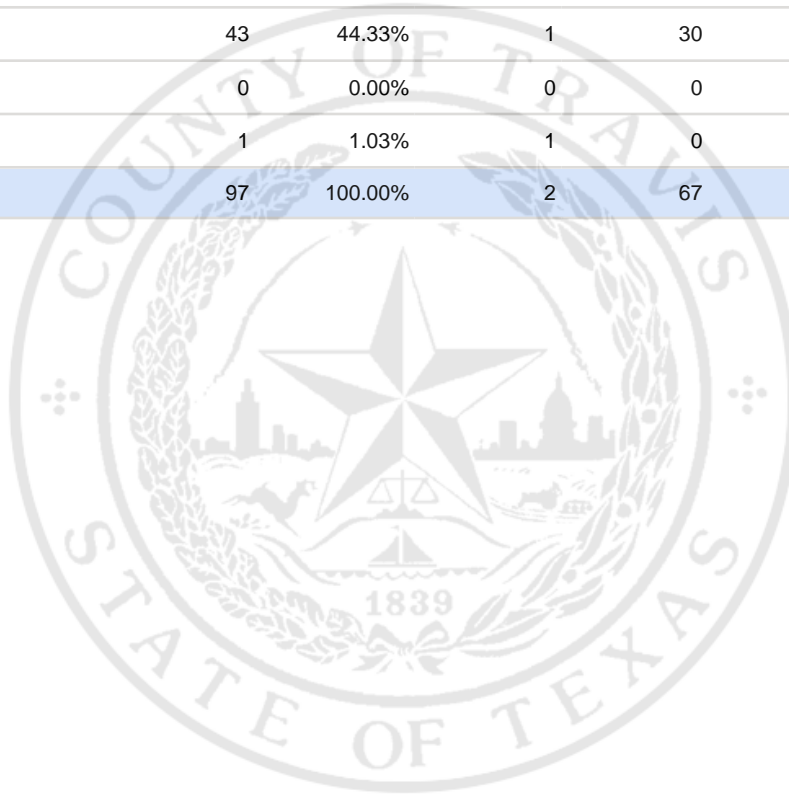 43 44.33% 1 30
0 0.00% 0 0
1 1.03% 1 0
97 100.00% 2 67
COUNTY OF TRAVIS
1839
STATE OF TEXAS